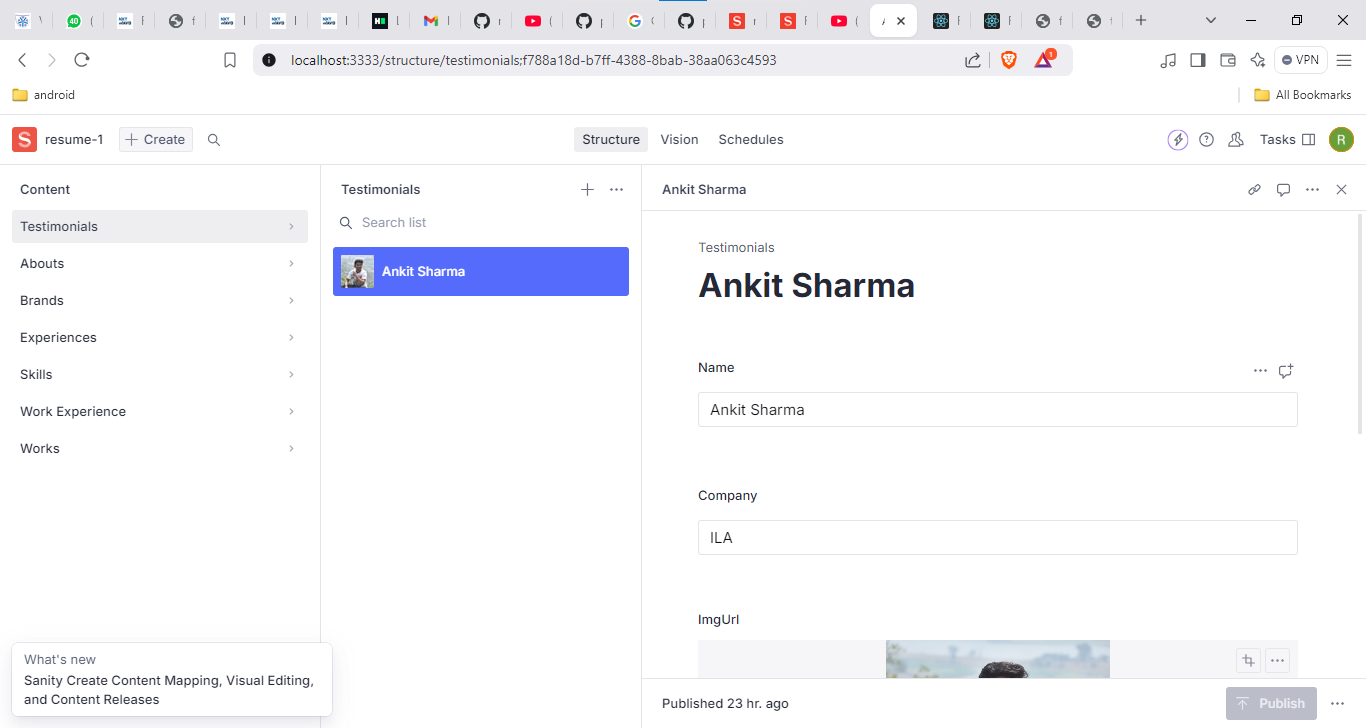 40
localhost:3333/structure/testimonials;f788a18d-b7ff-4388-8bab-38aa063c4593
1
VPN
android
All Bookmarks
S
resume-1
Create
Structure
Vision
Schedules
Tasks
R
Content
Testimonials
Abouts
Brands
Experiences
Skills
Work Experience
Works
What's new
Sanity Create Content Mapping, Visual Editing,
and Content Releases
Testimonials
Search list
Ankit Sharma
Ankit Sharma
Testimonials
Ankit Sharma
Name
Ankit Sharma
Company
ILA
ImgUrl
Published 23 hr. ago
Publish